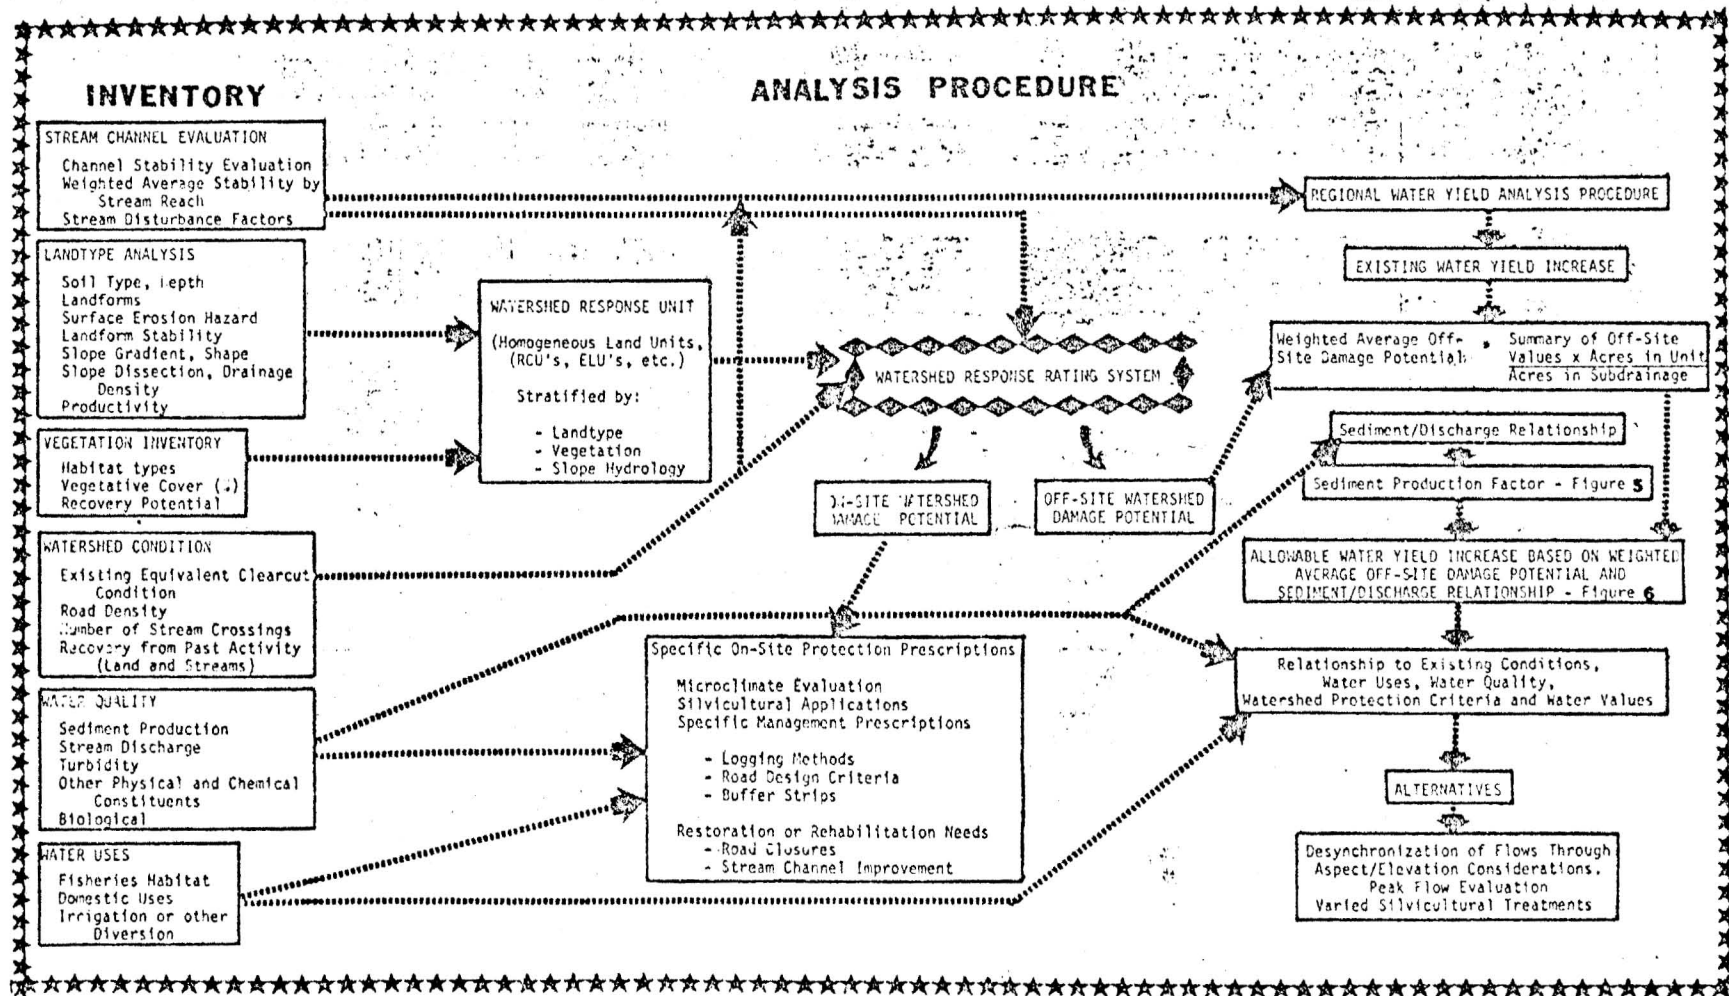 INVENTORY
ANALYSIS PROCEDURE
STREAM CHANNEL EVALUATION
Channel Stability Evaluation
Weighted Average Stability by
Stream Reach
Stream Disturbance Factors
LANDTYPE ANALYSIS
Soil Type, Depth
Landforms
Surface Erosion Hazard
Landform Stability
Slope Gradient, Shape
Slope Dissection, Drainage
Density
Productivity
VEGETATION INVENTORY
Habitat types
Vegetative Cover
Recovery Potential
WATERSHED CONDITION
Existing Equivalent Clearcut
Condition
Road Density
Number of Stream Crossings
Recovery from Past Activity
(Land and Streams)
WATER QUALITY
Sediment Production
Stream Discharge
Turbidity
Other Physical and Chemical
Constituents
Biological
WATER USES
Fisheries Habitat
Domestic Uses
Irrigation or other
Diversion
WATERSHED RESPONSE UNIT
(Homogeneous Land Units,
(RCU's, ELU's, etc.)
Stratified by:
- Landtype
- Vegetation
- Slope Hydrology
WATERSHED RESPONSE RATING SYSTEM
ON-SITE WATERSHED
DAMAGE POTENTIAL
OFF-SITE WATERSHED
DAMAGE POTENTIAL
Specific On-Site Protection Prescriptions
Microclimate Evaluation
Silvicultural Applications
Specific Management Prescriptions
- Logging Methods
- Road Design Criteria
- Buffer Strips
Restoration or Rehabilitation Needs
- Road Closures
- Stream Channel Improvement
REGIONAL WATER YIELD ANALYSIS PROCEDURE
EXISTING WATER YIELD INCREASE
Weighted Average Off-
Site Damage Potential
Summary of Off-Site
Values x Acres in Unit
Acres in Subdrainage
Sediment/Discharge Relationship
Sediment Production Factor - Figure 5
ALLOWABLE WATER YIELD INCREASE BASED ON WEIGHTED
AVERAGE OFF-SITE DAMAGE POTENTIAL AND
SEDIMENT/DISCHARGE RELATIONSHIP - Figure 6
Relationship to Existing Conditions,
Water Uses, Water Quality,
Watershed Protection Criteria and Water Values
ALTERNATIVES
Desynchronization of Flows Through
Aspect/Elevation Considerations.
Peak Flow Evaluation
Varied Silvicultural Treatments